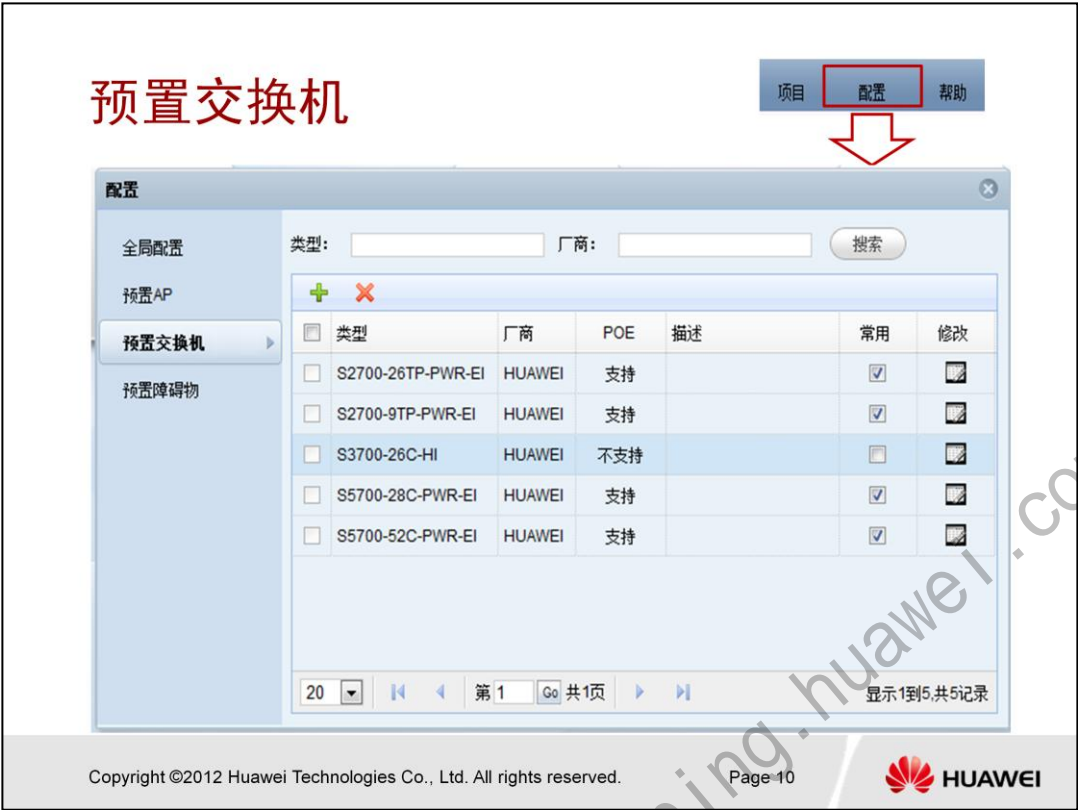 预置交换机
项目 配置 帮助
配置
全局配置
预置AP
预置交换机
预置障碍物
类型: 厂商: 搜索
类型 厂商 POE 描述 常用 修改
S2700-26TP-PWR-EI HUAWEI 支持
S2700-9TP-PWR-EI HUAWEI 支持
S3700-26C-HI HUAWEI 不支持
S5700-28C-PWR-EI HUAWEI 支持
S5700-52C-PWR-EI HUAWEI 支持
20 第 1 Go 共1页 显示1到5,共5记录
Copyright ©2012 Huawei Technologies Co., Ltd. All rights reserved. Page 10 HUAWEI
ing.huawei.co